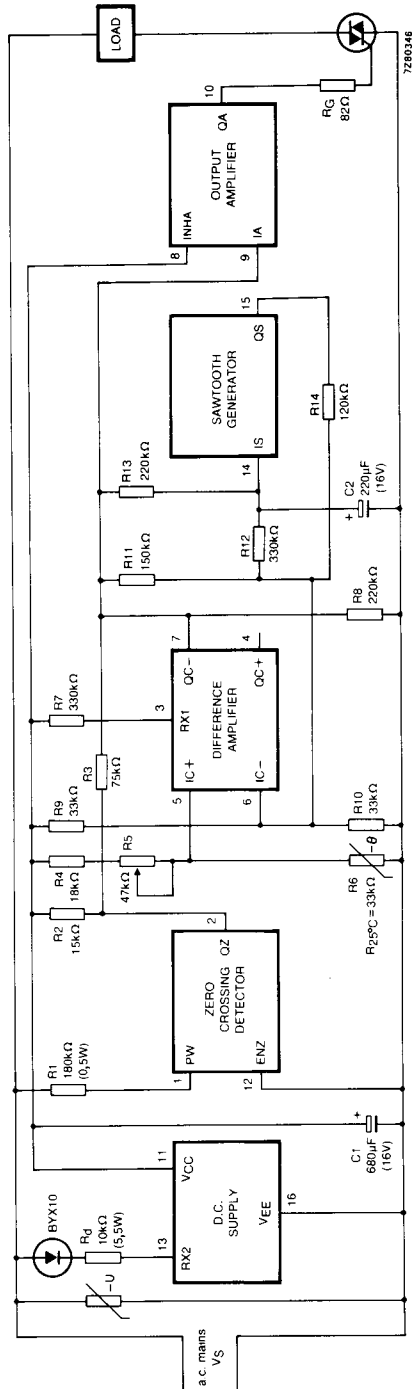 a.c. mains
VS
-U
BYX10
Rd
10kΩ
(5,5W)
13
RX2
D.C.
SUPPLY
VCC
11
VEE
16
C1
680µF
(16V)
+
R1
180kΩ
(0,5W)
1
PW
ZERO
CROSSING
DETECTOR
ENZ
12
QZ
2
R2
15kΩ
R4
18kΩ
R5
47kΩ
R6
-θ
R25°C = 33kΩ
R9
33kΩ
R10
33kΩ
R3
75kΩ
R7
330kΩ
3
RX1
5
IC+
6
IC-
DIFFERENCE
AMPLIFIER
7
QC-
4
QC+
R8
220kΩ
R11
150kΩ
R12
330kΩ
R13
220kΩ
C2
220µF
(16V)
+
14
IS
SAWTOOTH
GENERATOR
QS
15
R14
120kΩ
8
INHA
9
IA
OUTPUT
AMPLIFIER
QA
10
RG
82Ω
LOAD
7Z80346